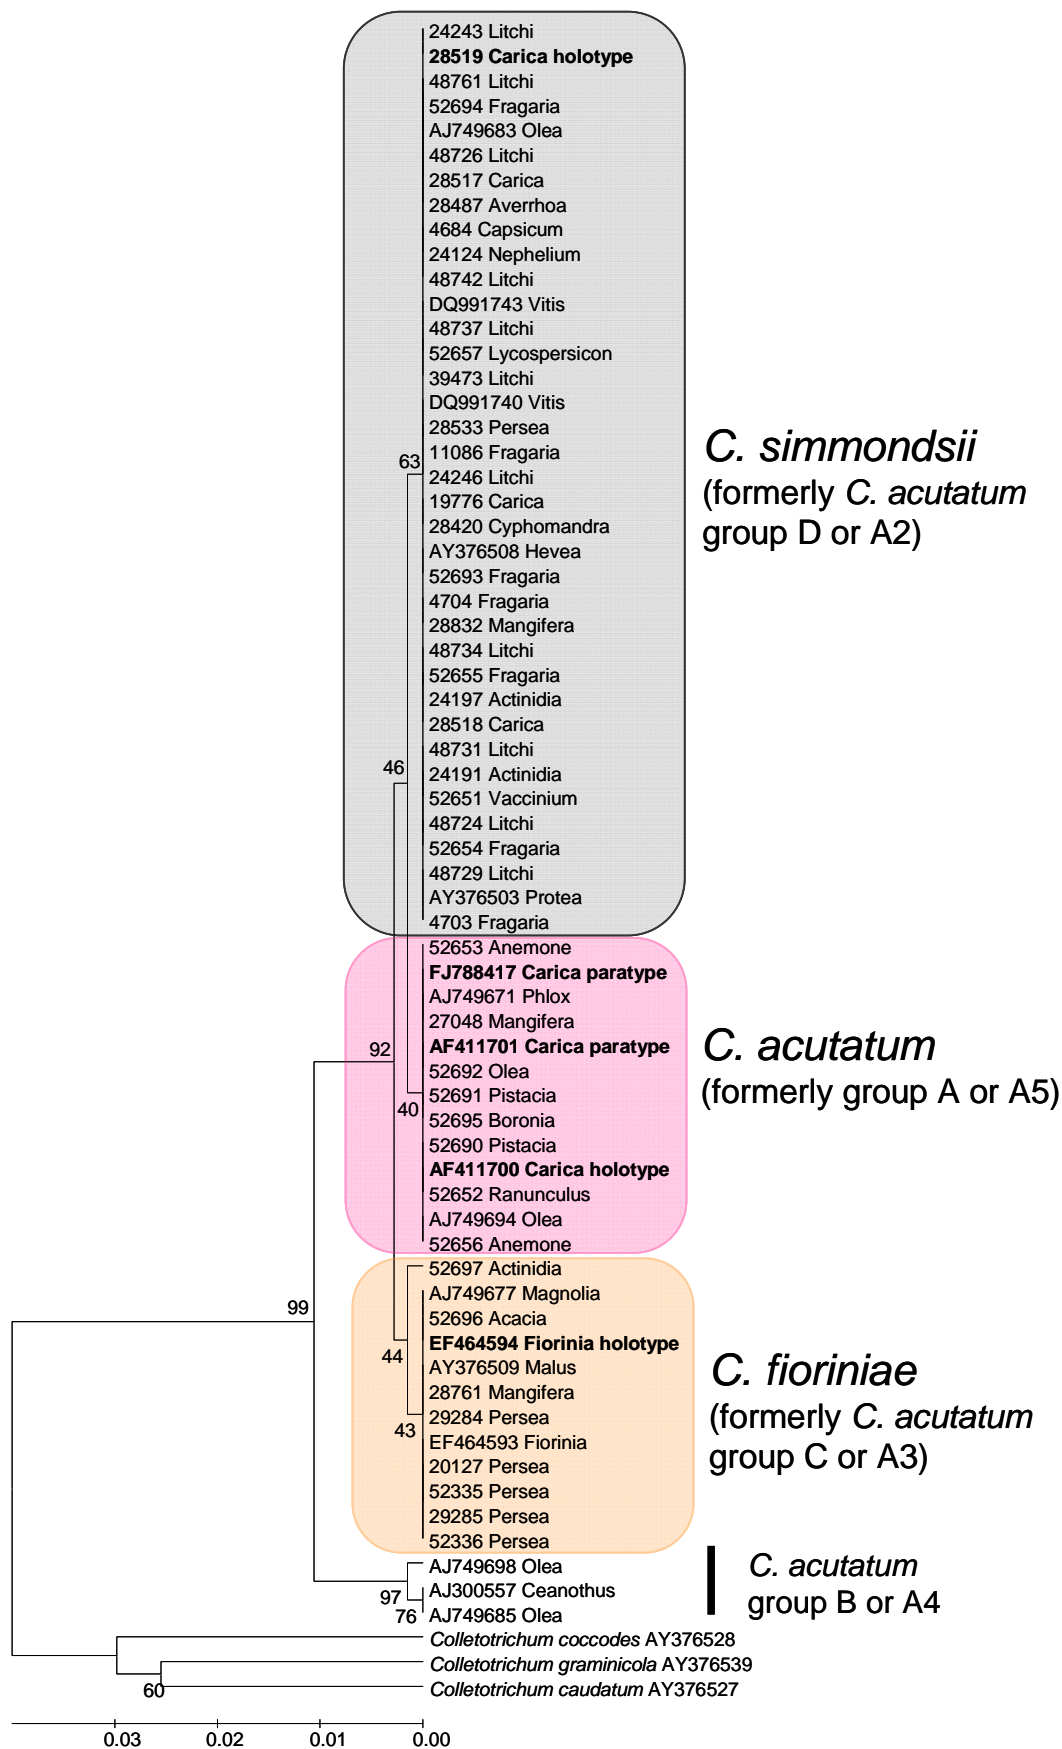 24243 Litchi
28519 Carica holotype
48761 Litchi
52694 Fragaria
AJ749683 Olea
48726 Litchi
28517 Carica
28487 Averrhoa
4684 Capsicum
24124 Nephelium
48742 Litchi
DQ991743 Vitis
48737 Litchi
52657 Lycospersicon
39473 Litchi
DQ991740 Vitis
28533 Persea
11086 Fragaria
63
24246 Litchi
19776 Carica
28420 Cyphomandra
AY376508 Hevea
52693 Fragaria
4704 Fragaria
28832 Mangifera
48734 Litchi
52655 Fragaria
24197 Actinidia
28518 Carica
48731 Litchi
46
24191 Actinidia
52651 Vaccinium
48724 Litchi
52654 Fragaria
48729 Litchi
AY376503 Protea
4703 Fragaria
C. simmondsii
(formerly C. acutatum
group D or A2)
52653 Anemone
FJ788417 Carica paratype
AJ749671 Phlox
27048 Mangifera
92
AF411701 Carica paratype
52692 Olea
52691 Pistacia
40
52695 Boronia
52690 Pistacia
AF411700 Carica holotype
52652 Ranunculus
AJ749694 Olea
52656 Anemone
C. acutatum
(formerly group A or A5)
52697 Actinidia
AJ749677 Magnolia
99
52696 Acacia
EF464594 Fiorinia holotype
44
AY376509 Malus
28761 Mangifera
29284 Persea
43
EF464593 Fiorinia
20127 Persea
52335 Persea
29285 Persea
52336 Persea
C. fioriniae
(formerly C. acutatum
group C or A3)
AJ749698 Olea
97
AJ300557 Ceanothus
76
AJ749685 Olea
C. acutatum
group B or A4
Colletotrichum coccodes AY376528
Colletotrichum graminicola AY376539
60
Colletotrichum caudatum AY376527
0.03 0.02 0.01 0.00